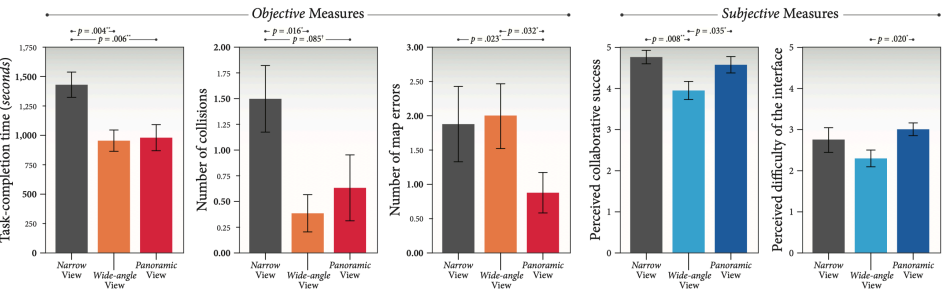 Objective Measures
Subjective Measures
p = .004**
p = .006**
Task-completion time (seconds)
1,750
1,500
1,250
1,000
750
500
250
0
Narrow View
Wide-angle View
Panoramic View
p = .016*
p = .085†
Number of collisions
2.00
1.75
1.50
1.25
1.00
0.75
0.50
0.25
0.00
Narrow View
Wide-angle View
Panoramic View
p = .032*
p = .023*
Number of map errors
3.00
2.50
2.00
1.50
1.00
0.50
0.00
Narrow View
Wide-angle View
Panoramic View
p = .008**
p = .035*
Perceived collaborative success
5
4
3
2
1
0
Narrow View
Wide-angle View
Panoramic View
p = .020*
Perceived difficulty of the interface
5
4
3
2
1
0
Narrow View
Wide-angle View
Panoramic View